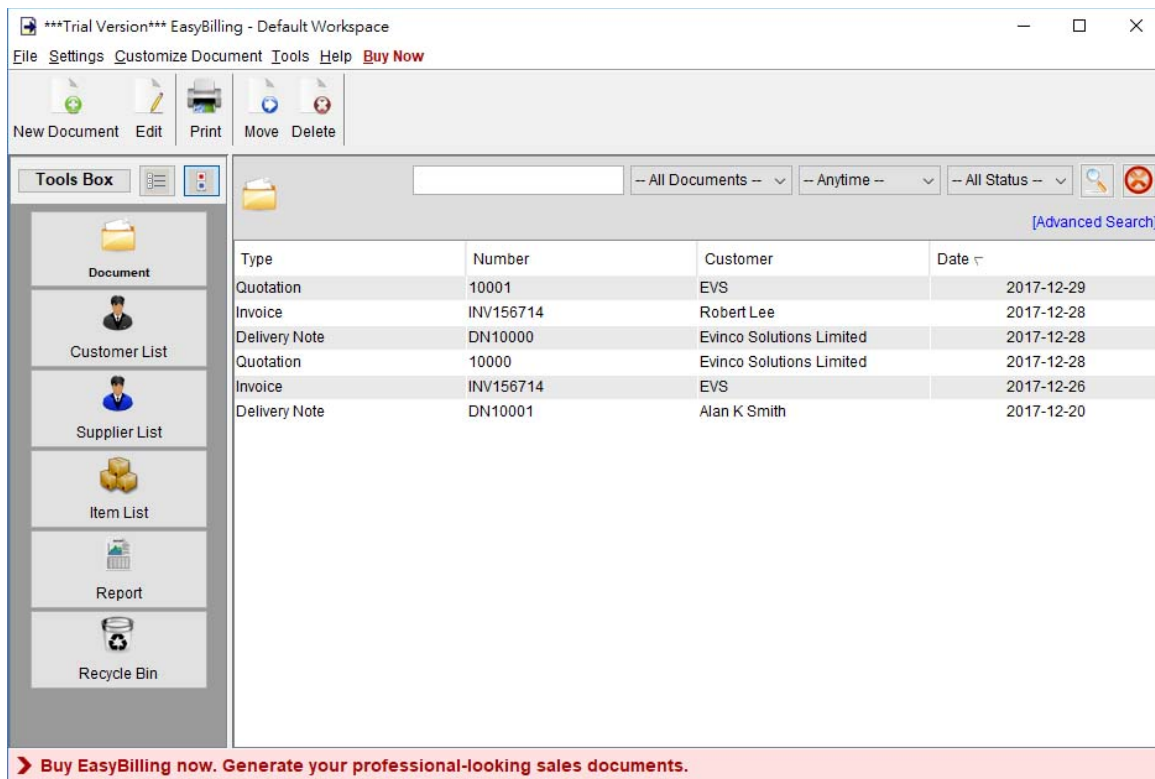 ***Trial Version*** EasyBilling - Default Workspace
File Settings Customize Document Tools Help Buy Now
New Document Edit Print Move Delete
Tools Box
-- All Documents -- -- Anytime -- -- All Status --
[Advanced Search]
Document
Customer List
Supplier List
Item List
Report
Recycle Bin
Type Number Customer Date
Quotation 10001 EVS 2017-12-29
Invoice INV156714 Robert Lee 2017-12-28
Delivery Note DN10000 Evinco Solutions Limited 2017-12-28
Quotation 10000 Evinco Solutions Limited 2017-12-28
Invoice INV156714 EVS 2017-12-26
Delivery Note DN10001 Alan K Smith 2017-12-20
Buy EasyBilling now. Generate your professional-looking sales documents.